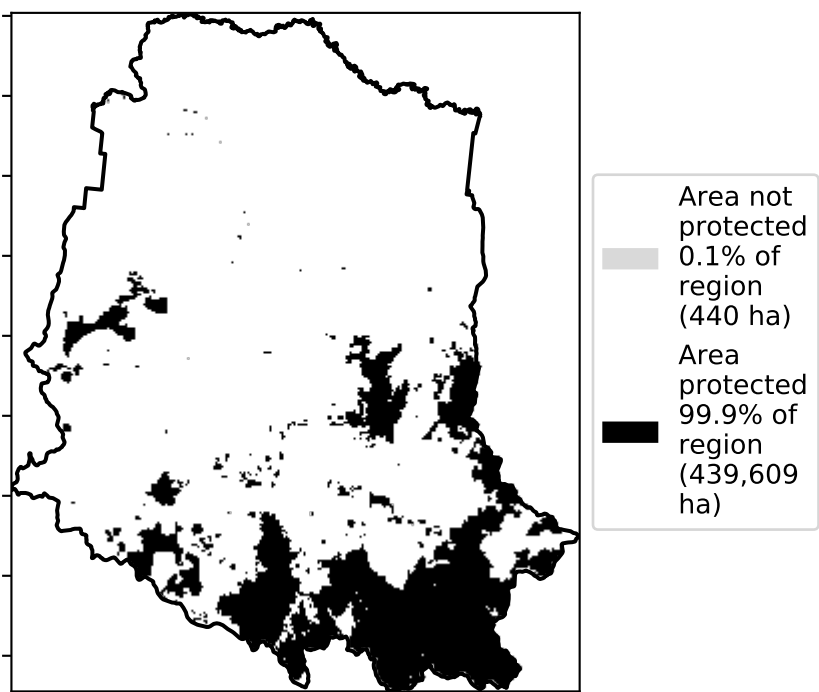 Area not
protected
0.1% of
region
(440 ha)
Area
protected
99.9% of
region
(439,609
ha)